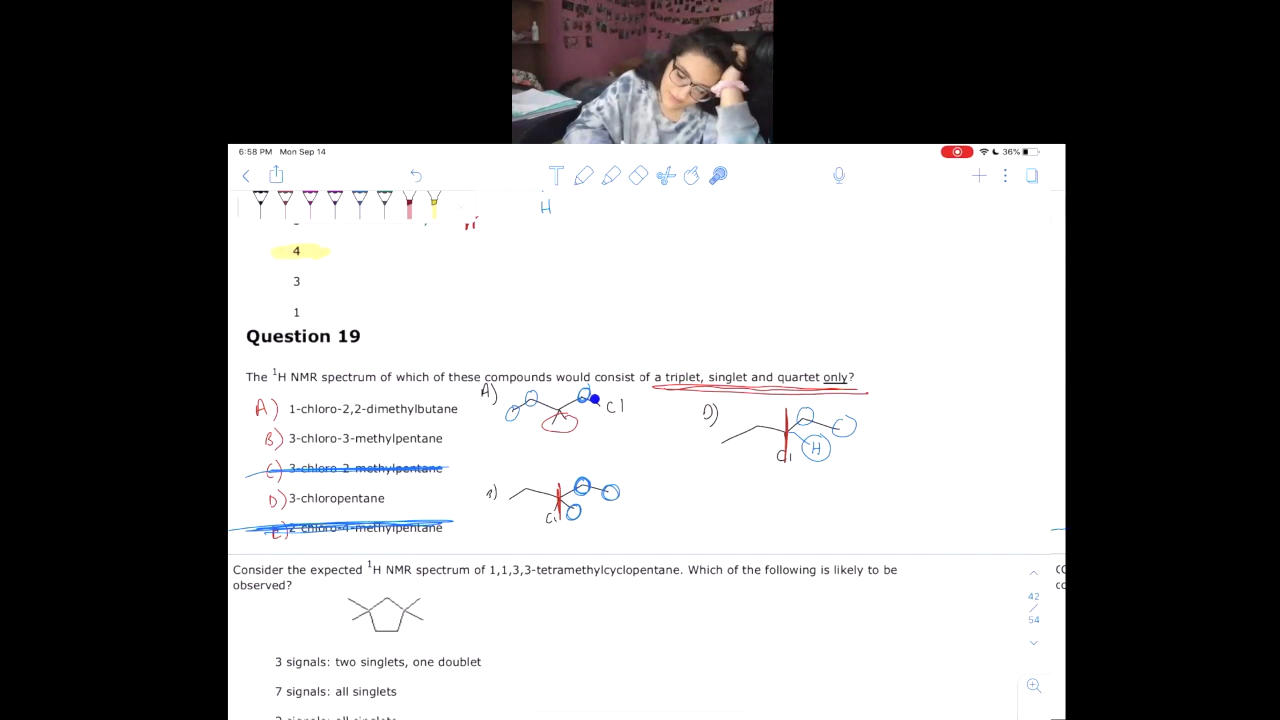 6:58 PM Mon Sep 14
36%
H
4
3
1
Question 19
The 1H NMR spectrum of which of these compounds would consist of a triplet, singlet and quartet only?
A) 1-chloro-2,2-dimethylbutane
B) 3-chloro-3-methylpentane
C) 3-chloro-2-methylpentane
D) 3-chloropentane
E) 2-chloro-4-methylpentane
A)
Cl
D)
H
Cl
B)
Cl
Consider the expected 1H NMR spectrum of 1,1,3,3-tetramethylcyclopentane. Which of the following is likely to be
observed?
42
/
54
3 signals: two singlets, one doublet
7 signals: all singlets